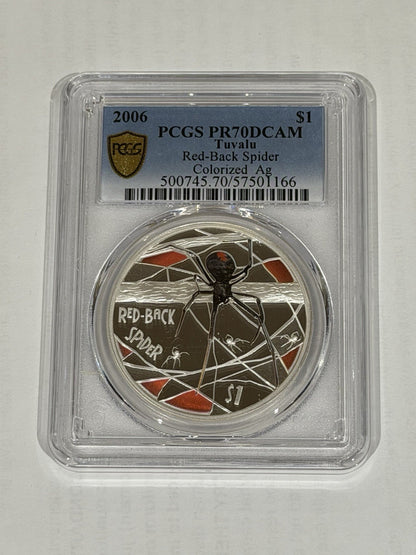 2006 $1
PCGS PR70DCAM
Tuvalu
Red-Back Spider
Colorized Ag
500745.70/57501166
PCGS
RED-BACK
SPIDER
$1